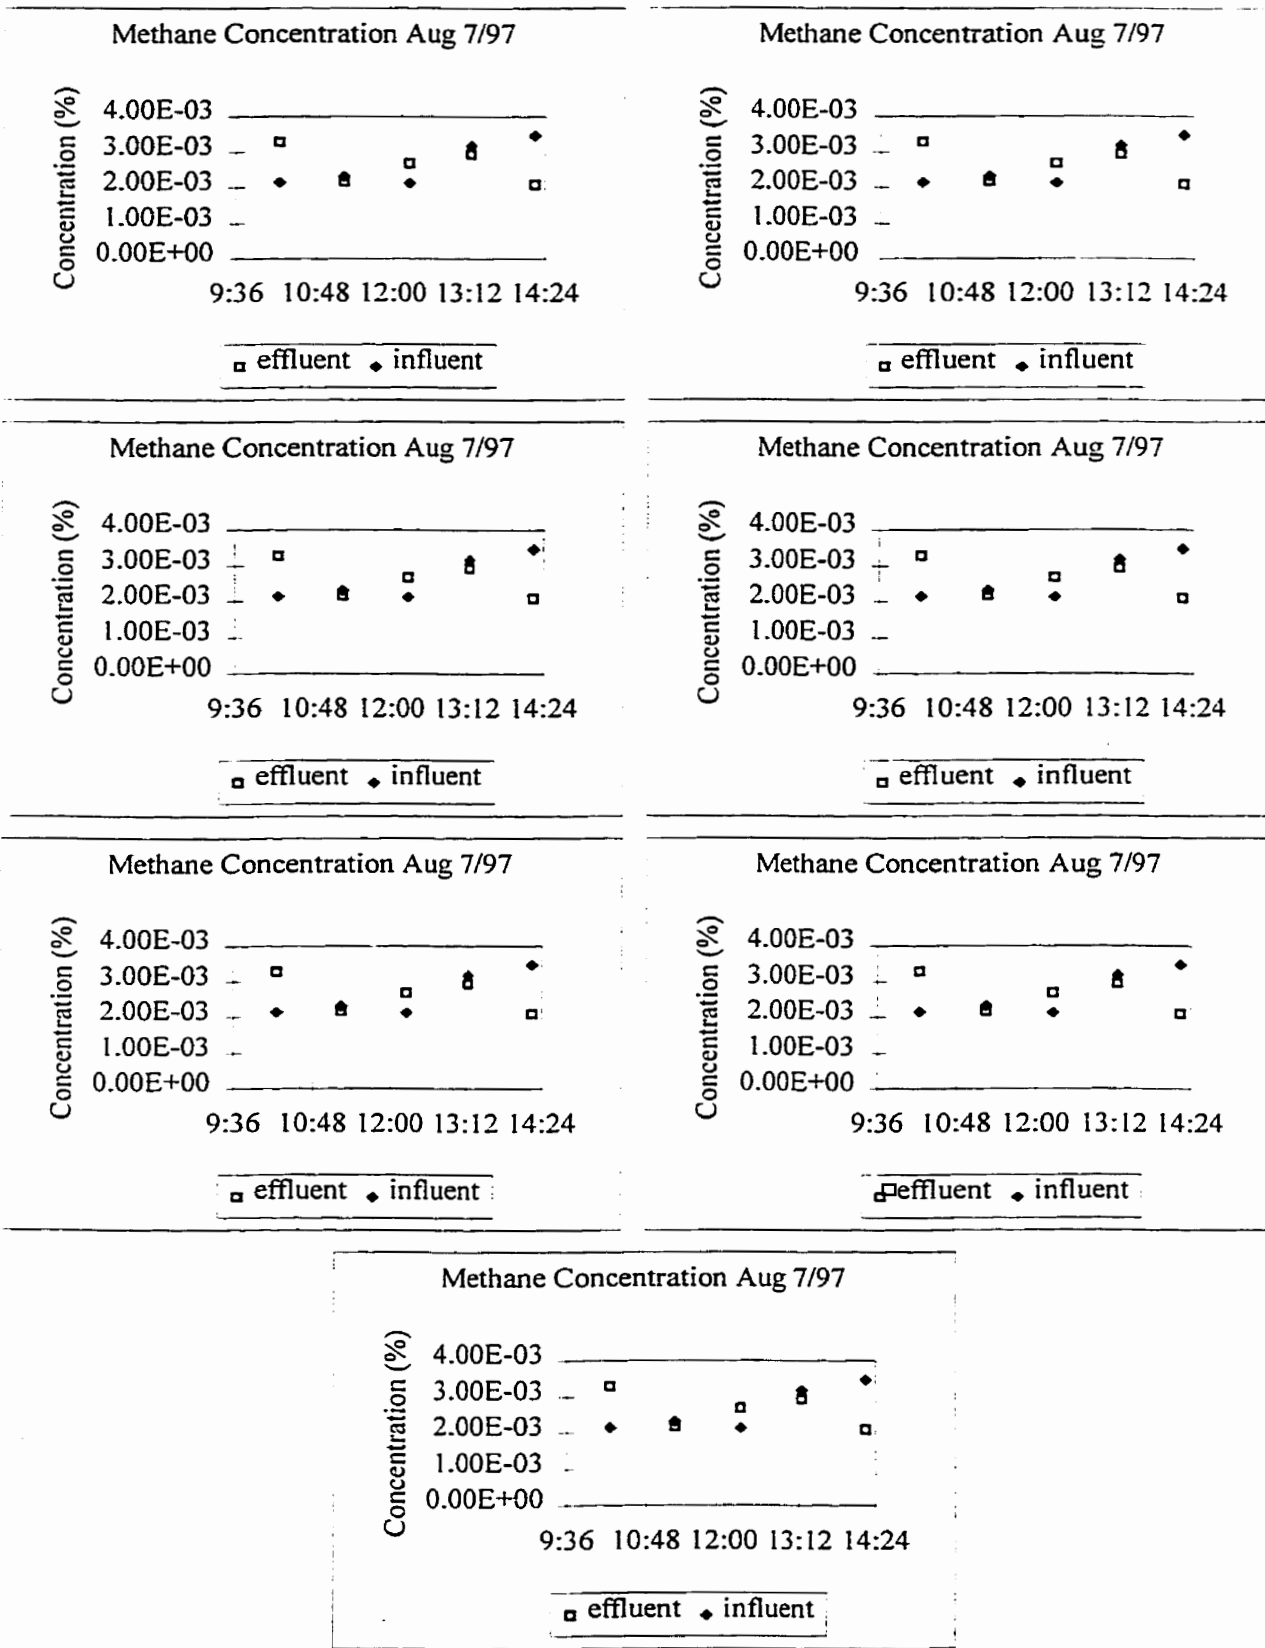 Methane Concentration Aug 7/97
Concentration (%)
4.00E-03
3.00E-03
2.00E-03
1.00E-03
0.00E+00
9:36 10:48 12:00 13:12 14:24
effluent influent
Methane Concentration Aug 7/97
Concentration (%)
4.00E-03
3.00E-03
2.00E-03
1.00E-03
0.00E+00
9:36 10:48 12:00 13:12 14:24
effluent influent
Methane Concentration Aug 7/97
Concentration (%)
4.00E-03
3.00E-03
2.00E-03
1.00E-03
0.00E+00
9:36 10:48 12:00 13:12 14:24
effluent influent
Methane Concentration Aug 7/97
Concentration (%)
4.00E-03
3.00E-03
2.00E-03
1.00E-03
0.00E+00
9:36 10:48 12:00 13:12 14:24
effluent influent
Methane Concentration Aug 7/97
Concentration (%)
4.00E-03
3.00E-03
2.00E-03
1.00E-03
0.00E+00
9:36 10:48 12:00 13:12 14:24
effluent influent
Methane Concentration Aug 7/97
Concentration (%)
4.00E-03
3.00E-03
2.00E-03
1.00E-03
0.00E+00
9:36 10:48 12:00 13:12 14:24
effluent influent
Methane Concentration Aug 7/97
Concentration (%)
4.00E-03
3.00E-03
2.00E-03
1.00E-03
0.00E+00
9:36 10:48 12:00 13:12 14:24
effluent influent